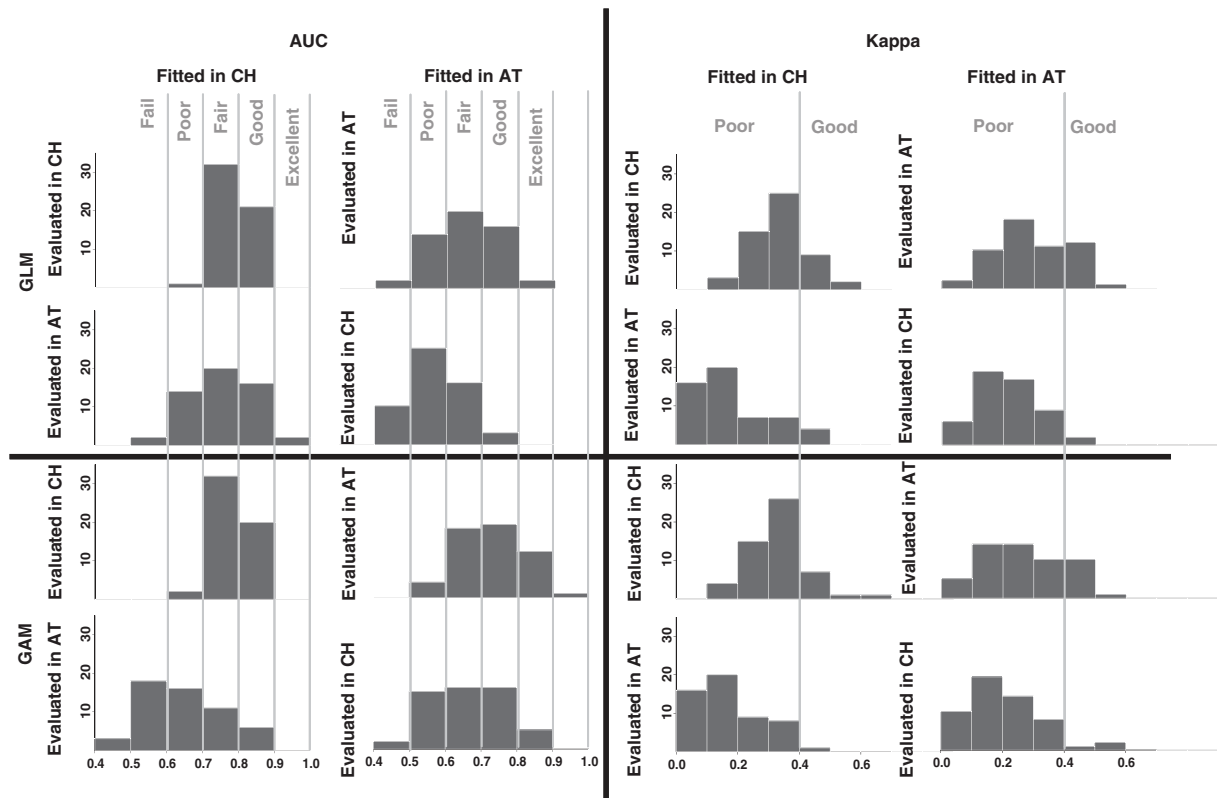 AUC
Kappa
Fitted in CH
Fitted in AT
Fitted in CH
Fitted in AT
Fail
Poor
Fair
Good
Excellent
Fail
Poor
Fair
Good
Excellent
Poor
Good
Poor
Good
GLM
Evaluated in CH
10
20
30
Evaluated in AT
Evaluated in CH
10
20
30
Evaluated in AT
Evaluated in AT
10
20
30
Evaluated in CH
Evaluated in AT
10
20
30
Evaluated in CH
GAM
Evaluated in CH
10
20
30
Evaluated in AT
Evaluated in CH
10
20
30
Evaluated in AT
Evaluated in AT
10
20
30
Evaluated in CH
Evaluated in AT
10
20
30
Evaluated in CH
0.4 0.5 0.6 0.7 0.8 0.9 1.0
0.4 0.5 0.6 0.7 0.8 0.9 1.0
0.0 0.2 0.4 0.6
0.0 0.2 0.4 0.6